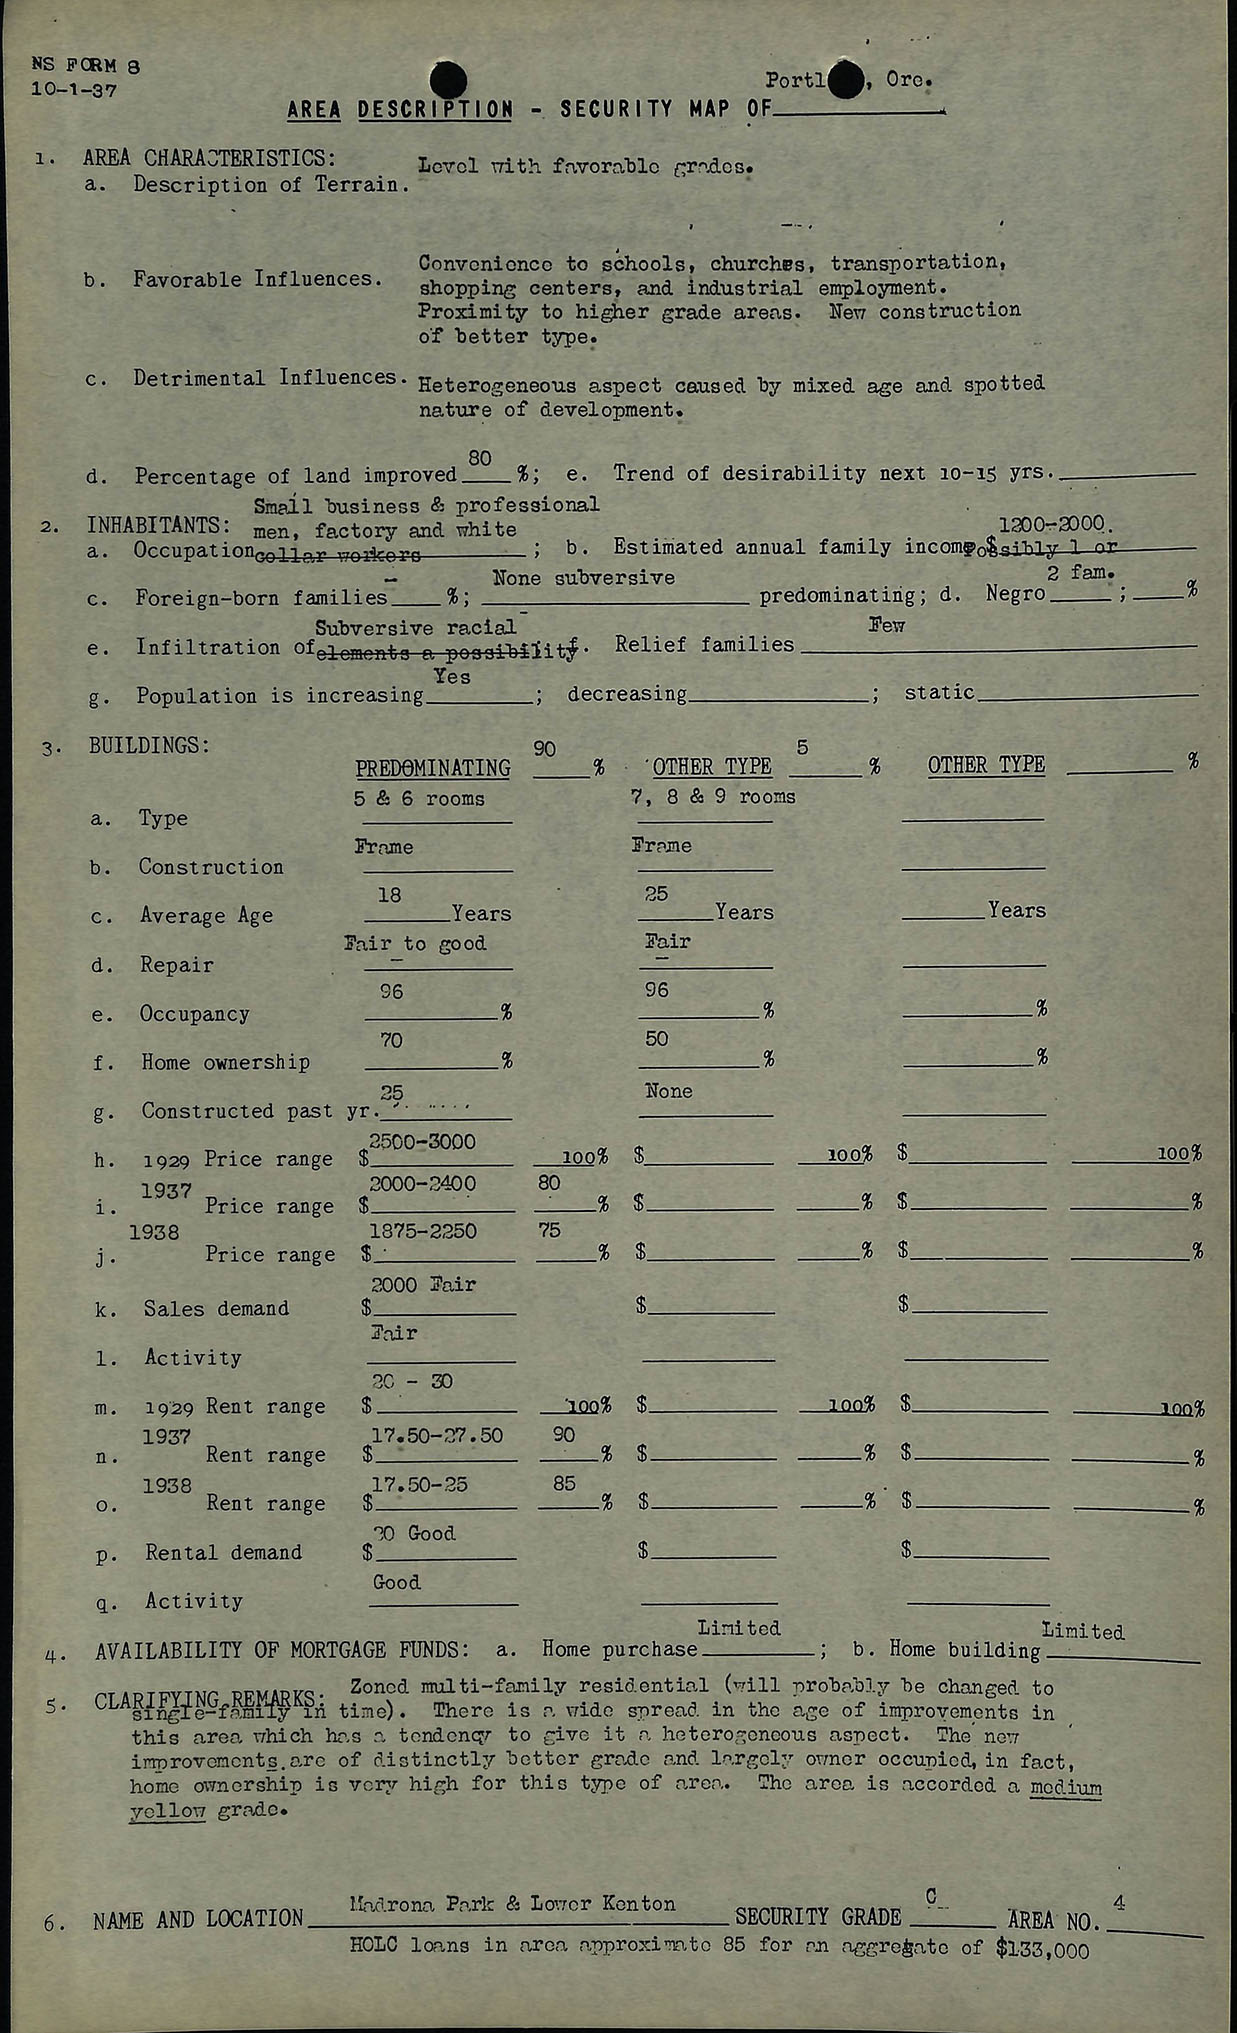 NS FORM 8
10-1-37
Portl , Ore.
AREA DESCRIPTION - SECURITY MAP OF
1. AREA CHARACTERISTICS:
a. Description of Terrain. Level with favorable grades.
b. Favorable Influences. Convenience to schools, churches, transportation,
shopping centers, and industrial employment.
Proximity to higher grade areas. New construction
of better type.
c. Detrimental Influences. Heterogeneous aspect caused by mixed age and spotted
nature of development.
d. Percentage of land improved 80 %; e. Trend of desirability next 10-15 yrs.
2. INHABITANTS: Small business & professional
men, factory and white
a. Occupation collar workers ; b. Estimated annual family income $ 1200-2000.
Possibly 1 or
c. Foreign-born families - %; None subversive predominating; d. Negro 2 fam. ; %
e. Infiltration of Subversive racial
elements a possibility. f. Relief families Few
g. Population is increasing Yes ; decreasing ; static
3. BUILDINGS:
PREDOMINATING 90 % OTHER TYPE 5 % OTHER TYPE %
a. Type 5 & 6 rooms 7, 8 & 9 rooms
b. Construction Frame Frame
c. Average Age 18 Years 25 Years Years
d. Repair Fair to good Fair
e. Occupancy 96 % 96 % %
f. Home ownership 70 % 50 % %
g. Constructed past yr. 25 None
h. 1929 Price range $ 2500-3000 100% $ 100% $ 100%
i. 1937 Price range $ 2000-2400 80 % $ % $ %
j. 1938 Price range $ 1875-2250 75 % $ % $ %
k. Sales demand $ 2000 Fair $ $
l. Activity Fair
m. 1929 Rent range $ 20 - 30 100% $ 100% $ 100%
n. 1937 Rent range $ 17.50-27.50 90 % $ % $ %
o. 1938 Rent range $ 17.50-25 85 % $ % $ %
p. Rental demand $ 20 Good $ $
q. Activity Good
4. AVAILABILITY OF MORTGAGE FUNDS: a. Home purchase Limited ; b. Home building Limited
5. CLARIFYING REMARKS: Zoned multi-family residential (will probably be changed to
single-family in time). There is a wide spread in the age of improvements in
this area which has a tendency to give it a heterogeneous aspect. The new
improvements are of distinctly better grade and largely owner occupied, in fact,
home ownership is very high for this type of area. The area is accorded a medium
yellow grade.
6. NAME AND LOCATION Madrona Park & Lower Kenton SECURITY GRADE C AREA NO. 4
HOLC loans in area approximate 85 for an aggregate of $133,000